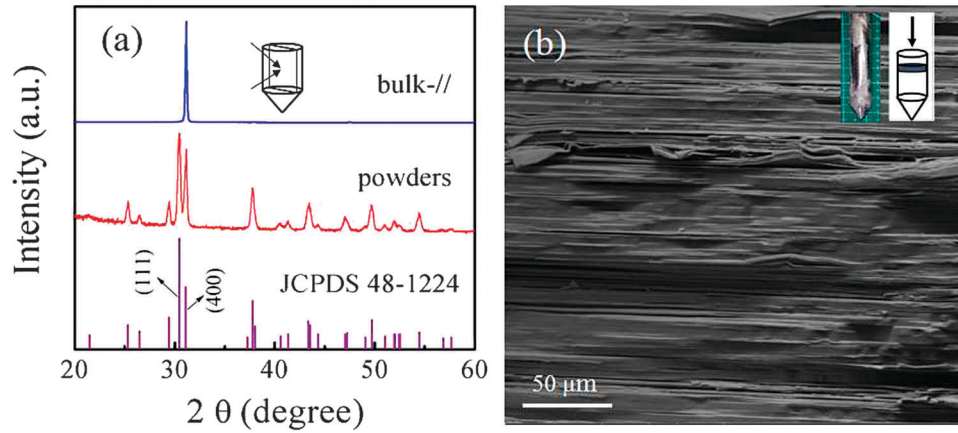 (a)
bulk-//
powders
JCPDS 48-1224
(111)
(400)
Intensity (a.u.)
20 30 40 50 60
2 θ (degree)
(b)
50 μm